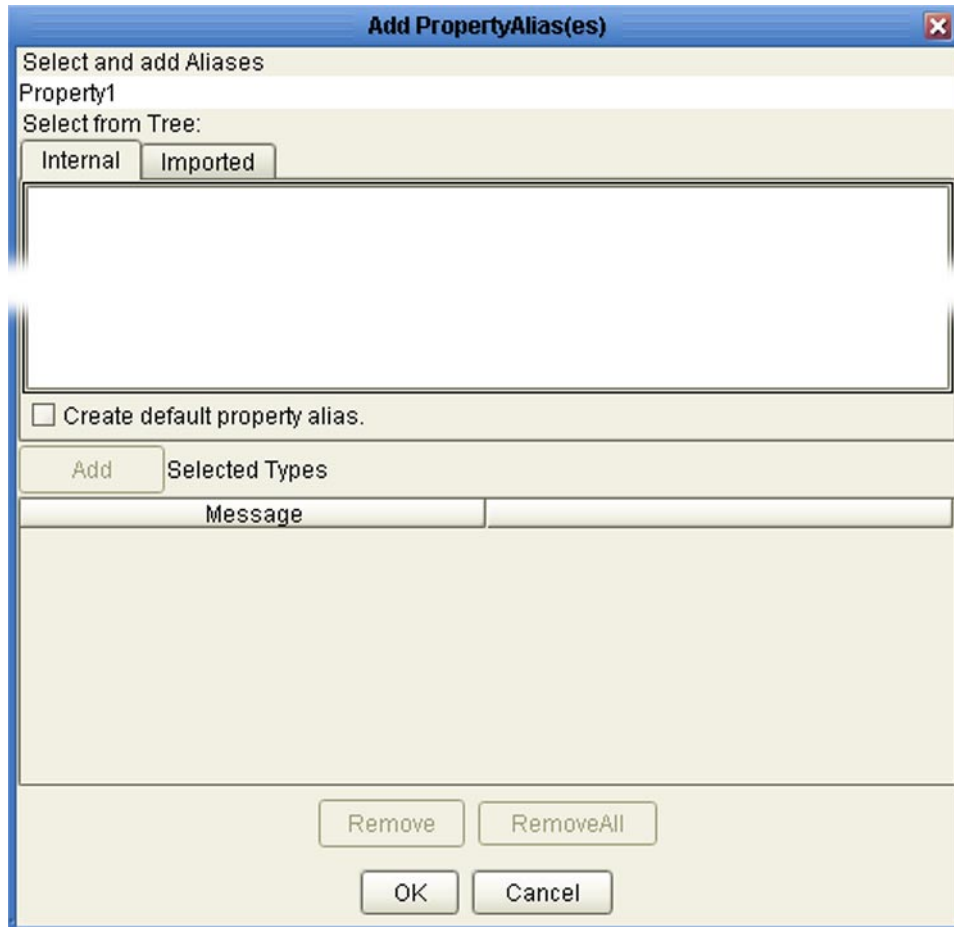 Add PropertyAlias(es)
Select and add Aliases
Property1
Select from Tree:
Internal Imported
Create default property alias.
Add Selected Types
Message
Remove RemoveAll
OK Cancel